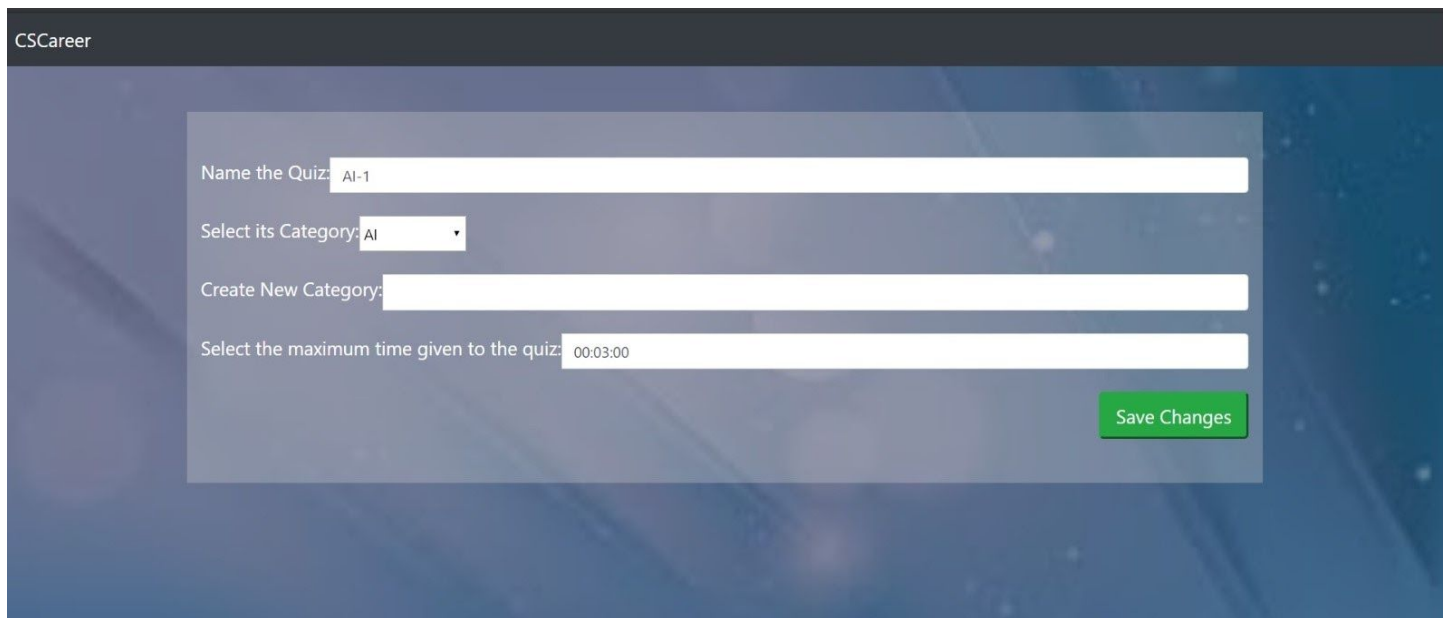 CSCareer
Name the Quiz: AI-1
Select its Category: AI
Create New Category:
Select the maximum time given to the quiz: 00:03:00
Save Changes